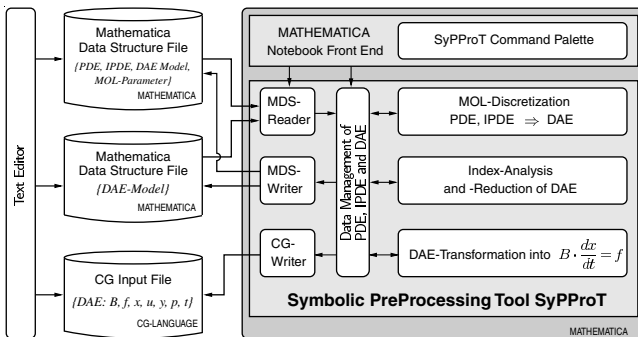 Text Editor
Mathematica
Data Structure File
{PDE, IPDE, DAE Model,
MOL-Parameter}
MATHEMATICA
Mathematica
Data Structure File
{DAE-Model}
MATHEMATICA
CG Input File
{DAE: B, f, x, u, y, p, t}
CG-LANGUAGE
MATHEMATICA
Notebook Front End
SyPProT Command Palette
MDS-
Reader
MDS-
Writer
CG-
Writer
Data Management of
PDE, IPDE and DAE
MOL-Discretization
PDE, IPDE ⇒ DAE
Index-Analysis
and -Reduction of DAE
DAE-Transformation into B · dx/dt = f
Symbolic PreProcessing Tool SyPProT
MATHEMATICA